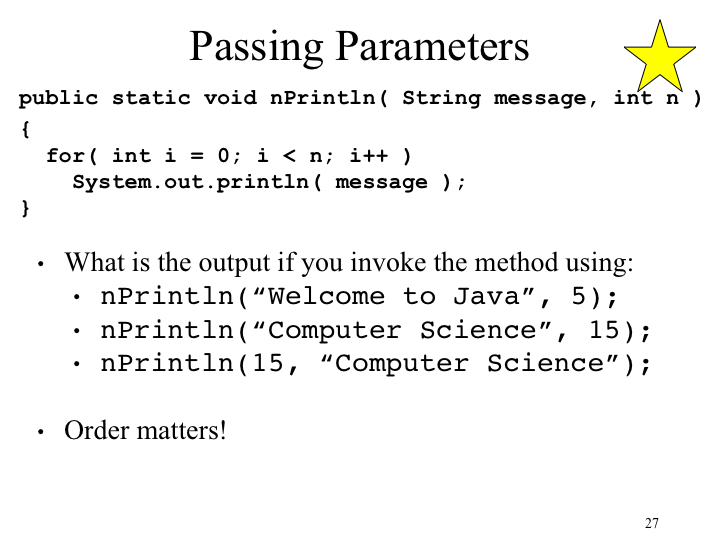 Passing Parameters
public static void nPrintln( String message, int n )
{
for( int i = 0; i < n; i++ )
System.out.println( message );
}
• What is the output if you invoke the method using:
• nPrintln(“Welcome to Java”, 5);
• nPrintln(“Computer Science”, 15);
• nPrintln(15, “Computer Science”);
• Order matters!
27